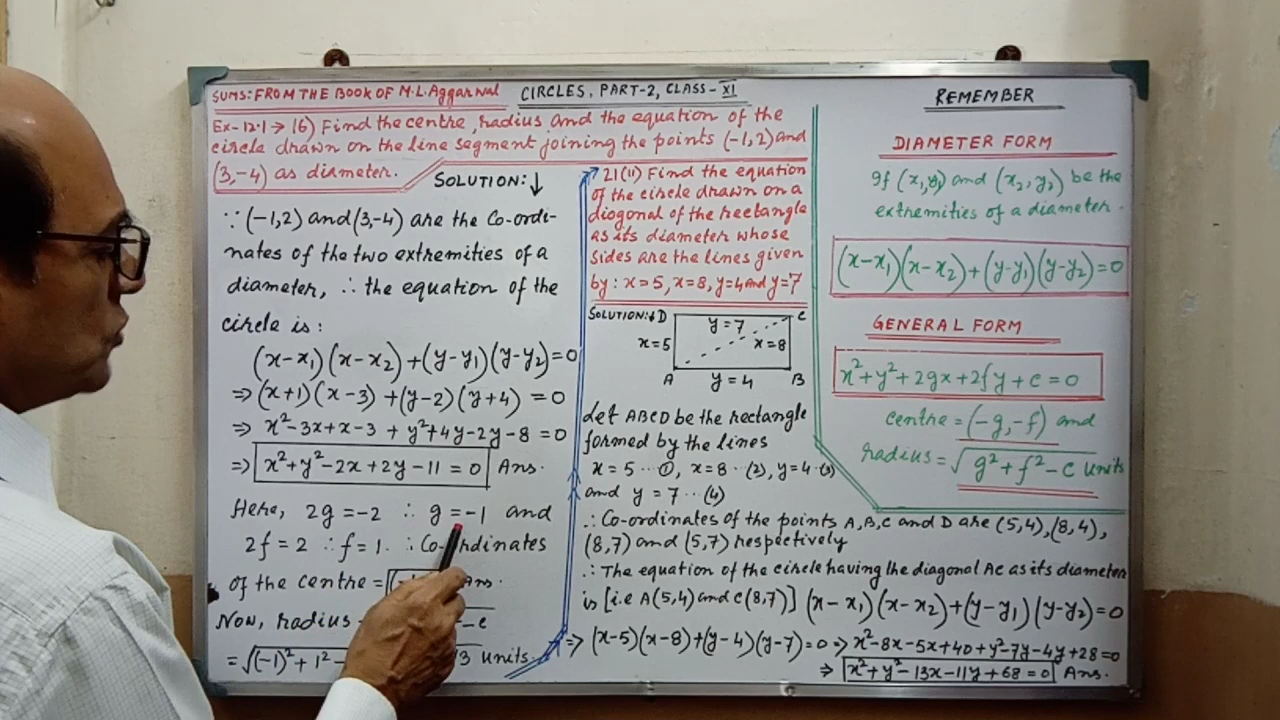 SUMS: FROM THE BOOK OF M.L. Aggarwal
CIRCLES, PART-2, CLASS-XI
Ex-12.1 → 16) Find the centre, radius and the equation of the
circle drawn on the line segment joining the points (-1,2) and
(3,-4) as diameter.
SOLUTION: ↓
∵ (-1,2) and (3,-4) are the Co-ordi-
nates of the two extremities of a
diameter, ∴ the equation of the
circle is:
(x-x₁)(x-x₂)+(y-y₁)(y-y₂)=0
⇒ (x+1)(x-3)+(y-2)(y+4) = 0
⇒ x²-3x+x-3+y²+4y-2y-8 = 0
⇒ x²+y²-2x+2y-11 = 0 Ans.
Here, 2g = -2 ∴ g = -1 and
2f = 2 ∴ f = 1. ∴ Co-ordinates
of the centre = Ans.
Now, radius -c
= √(-1)²+1²- 13 units
21(11) Find the equation
of the circle drawn on a
diogonal of the rectangle
as its diameter whose
sides are the lines given
by: x=5, x=8, y=4 and y=7
SOLUTION:↓ D C
y=7
x=5 x=8
A y=4 B
Let ABCD be the rectangle
formed by the lines
x = 5 ..(1), x=8 ..(2), y=4 ..(3)
and y = 7 ..(4)
∴ Co-ordinates of the points A,B,C and D are (5,4),(8,4),
(8,7) and (5,7) respectively
∴ The equation of the circle having the diagonal AC as its diameter
is [i.e A(5,4) and C(8,7)] (x-x₁)(x-x₂)+(y-y₁)(y-y₂)=0
⇒ (x-5)(x-8)+(y-4)(y-7)=0 ⇒ x²-8x-5x+40+y²-7y-4y+28=0
⇒ x²+y²-13x-11y+68=0 Ans.
REMEMBER
DIAMETER FORM
If (x₁,y₁) and (x₂,y₂) be the
extremities of a diameter.
(x-x₁)(x-x₂)+(y-y₁)(y-y₂)=0
GENERAL FORM
x²+y²+2gx+2fy+c=0
centre = (-g,-f) and
radius = √g²+f²-c units